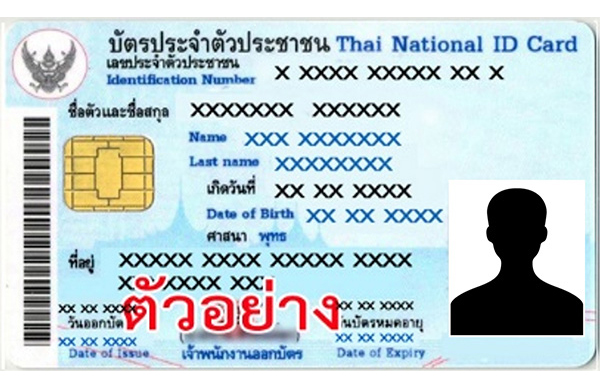 บัตรประจำตัวประชาชน Thai National ID Card
เลขประจำตัวประชาชน
Identification Number X XXXX XXXXX XX X
ชื่อตัวและชื่อสกุล XXXXXXX XXXXXX
Name XXX XXXXXXX
Last name XXXXXXXX
เกิดวันที่ XX XX XXXX
Date of Birth XX XX XXXX
ศาสนา พุทธ
ที่อยู่ XXXXX XXXX XXXXX XXXX
XX XXXX XXX
ตัวอย่าง
XX XX XXXX XX XX XXXX
วันออกบัตร วันบัตรหมดอายุ
XX XX XXXX XX XX XXXX
Date of Issue เจ้าพนักงานออกบัตร Date of Expiry